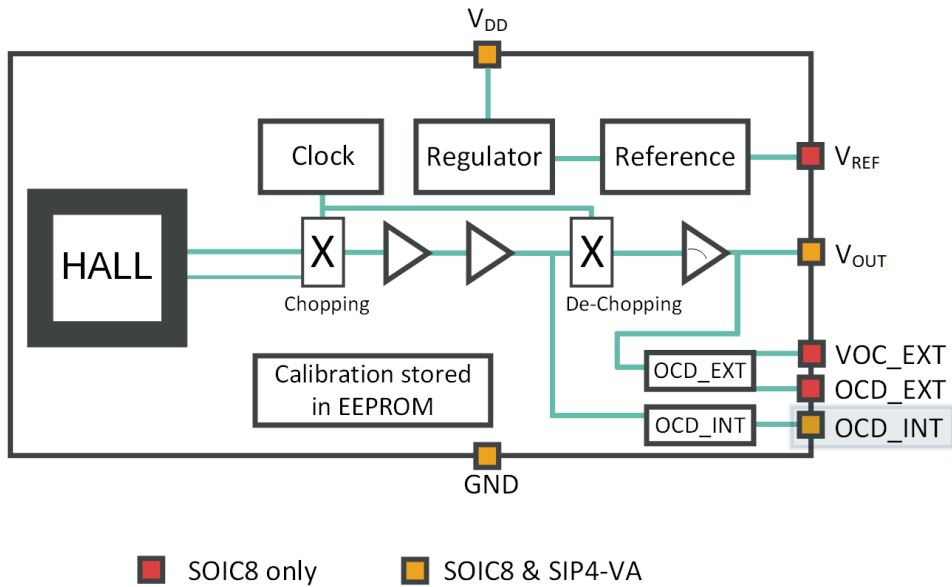 VDD
Clock
Regulator
Reference
VREF
HALL
X
X
VOUT
Chopping
De-Chopping
VOC_EXT
OCD_EXT
OCD_EXT
Calibration stored
in EEPROM
OCD_INT
OCD_INT
GND
SOIC8 only
SOIC8 & SIP4-VA